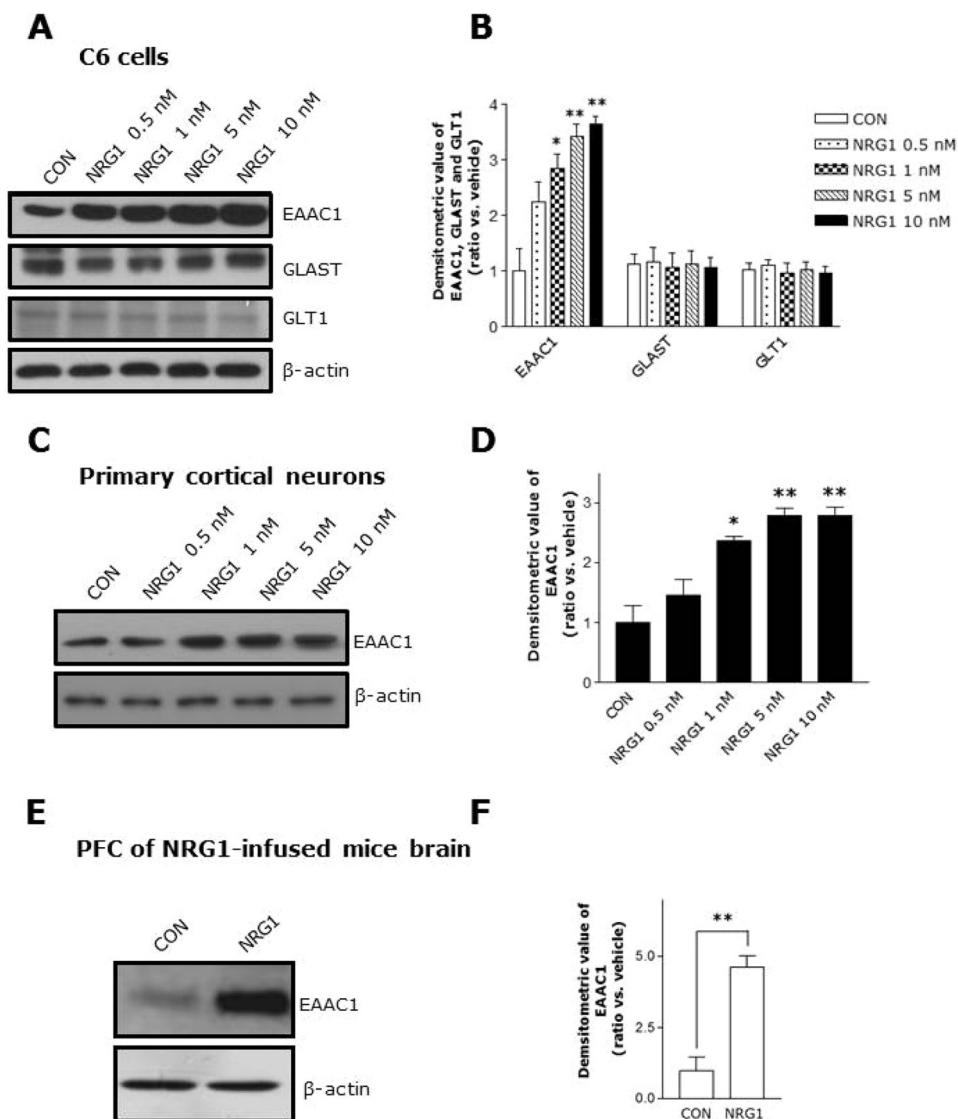 A
C6 cells
CON
NRG1 0.5 nM
NRG1 1 nM
NRG1 5 nM
NRG1 10 nM
EAAC1
GLAST
GLT1
β-actin
B
Demsitometric value of
EAAC1, GLAST and GLT1
(ratio vs. vehicle)
4
3
2
1
0
*
**
**
EAAC1
GLAST
GLT1
CON
NRG1 0.5 nM
NRG1 1 nM
NRG1 5 nM
NRG1 10 nM
C
Primary cortical neurons
CON
NRG1 0.5 nM
NRG1 1 nM
NRG1 5 nM
NRG1 10 nM
EAAC1
β-actin
D
Demsitometric value of
EAAC1
(ratio vs. vehicle)
3
2
1
0
*
**
**
CON
NRG1 0.5 nM
NRG1 1 nM
NRG1 5 nM
NRG1 10 nM
E
PFC of NRG1-infused mice brain
CON
NRG1
EAAC1
β-actin
F
Demsitometric value of
EAAC1
(ratio vs. vehicle)
5.0
2.5
0.0
**
CON
NRG1